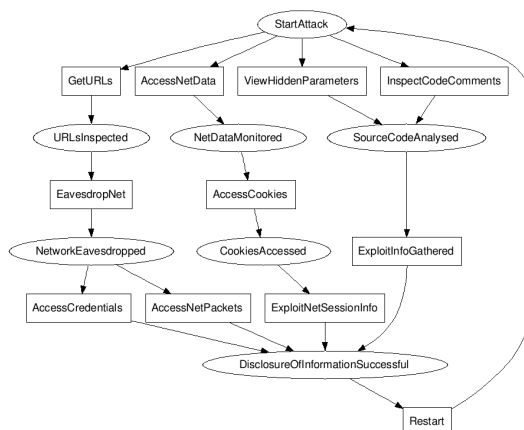 StartAttack
GetURLs
AccessNetData
ViewHiddenParameters
InspectCodeComments
URLsInspected
NetDataMonitored
SourceCodeAnalysed
EavesdropNet
AccessCookies
NetworkEavesdropped
CookiesAccessed
ExploitInfoGathered
AccessCredentials
AccessNetPackets
ExploitNetSessionInfo
DisclosureOfInformationSuccessful
Restart